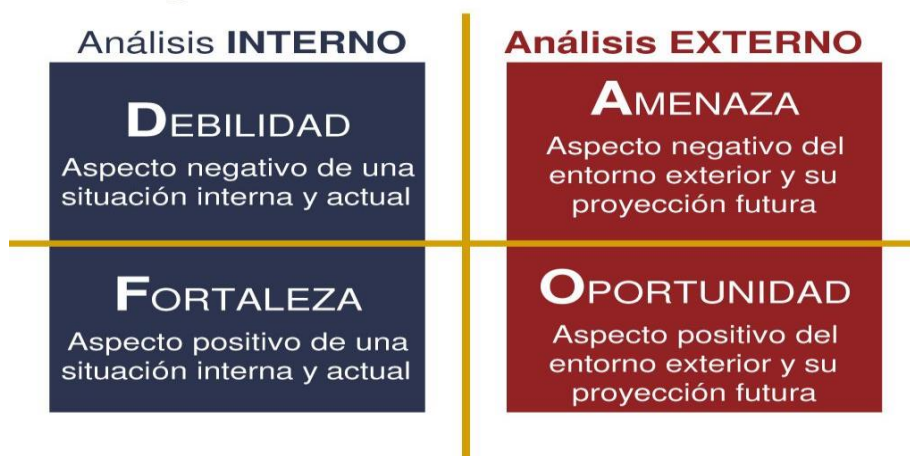 Análisis INTERNO
DEBILIDAD
Aspecto negativo de una
situación interna y actual
FORTALEZA
Aspecto positivo de una
situación interna y actual
Análisis EXTERNO
AMENAZA
Aspecto negativo del
entorno exterior y su
proyección futura
OPORTUNIDAD
Aspecto positivo del
entorno exterior y su
proyección futura